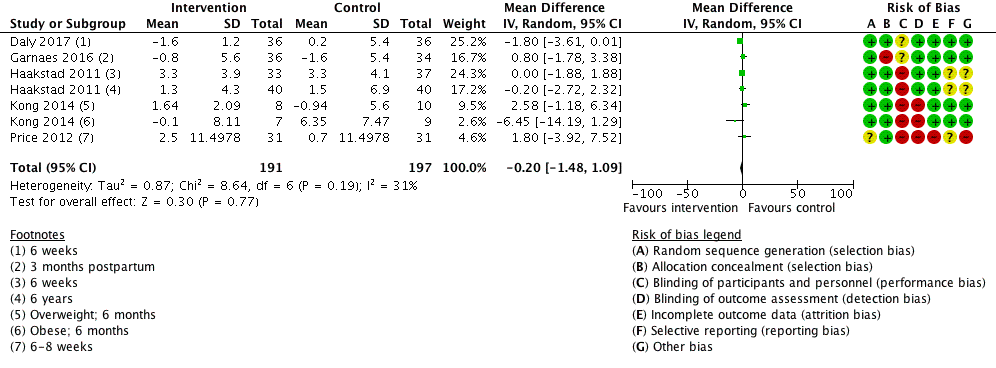 Intervention Control Mean Difference Mean Difference Risk of Bias
Study or Subgroup Mean SD Total Mean SD Total Weight IV, Random, 95% CI IV, Random, 95% CI A B C D E F G
Daly 2017 (1) −1.6 1.2 36 0.2 5.4 36 25.2% −1.80 [−3.61, 0.01] + + ? + + + +
Garnaes 2016 (2) −0.8 5.6 36 −1.6 5.4 34 16.7% 0.80 [−1.78, 3.38] + − ? + + + +
Haakstad 2011 (3) 3.3 3.9 33 3.3 4.1 37 24.3% 0.00 [−1.88, 1.88] + + − + + ? ?
Haakstad 2011 (4) 1.3 4.3 40 1.5 6.9 40 17.2% −0.20 [−2.72, 2.32] + + − + + ? ?
Kong 2014 (5) 1.64 2.09 8 −0.94 5.6 10 9.5% 2.58 [−1.18, 6.34] + + − − + + +
Kong 2014 (6) −0.1 8.11 7 6.35 7.47 9 2.6% −6.45 [−14.19, 1.29] + + − − + + +
Price 2012 (7) 2.5 11.4978 31 0.7 11.4978 31 4.6% 1.80 [−3.92, 7.52] ? + − − − ? −
Total (95% CI) 191 197 100.0% −0.20 [−1.48, 1.09]
Heterogeneity: Tau² = 0.87; Chi² = 8.64, df = 6 (P = 0.19); I² = 31%
Test for overall effect: Z = 0.30 (P = 0.77)
−100 −50 0 50 100
Favours intervention Favours control
Footnotes
(1) 6 weeks
(2) 3 months postpartum
(3) 6 weeks
(4) 6 years
(5) Overweight; 6 months
(6) Obese; 6 months
(7) 6−8 weeks
Risk of bias legend
(A) Random sequence generation (selection bias)
(B) Allocation concealment (selection bias)
(C) Blinding of participants and personnel (performance bias)
(D) Blinding of outcome assessment (detection bias)
(E) Incomplete outcome data (attrition bias)
(F) Selective reporting (reporting bias)
(G) Other bias